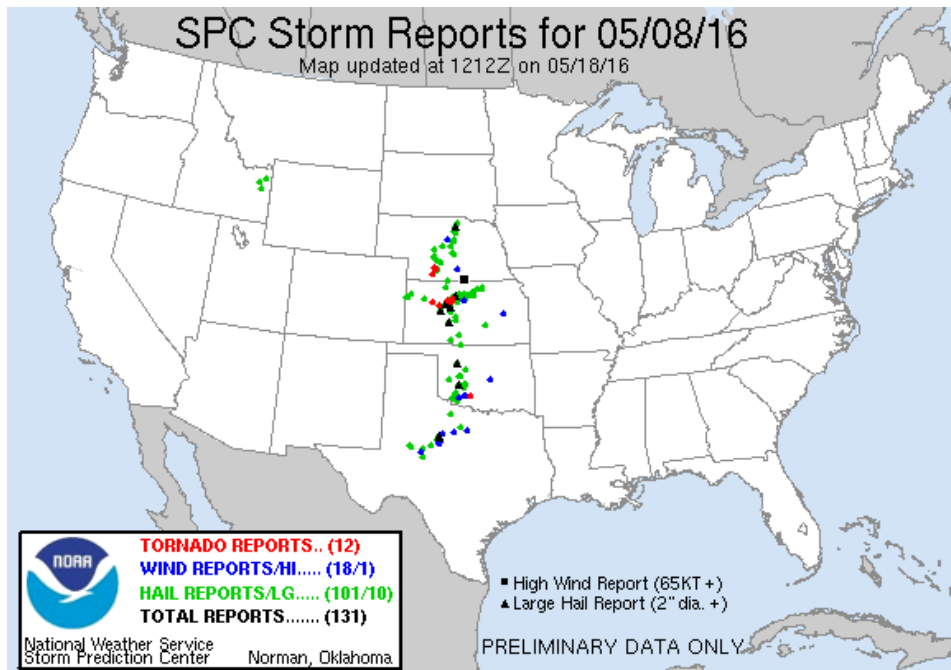 SPC Storm Reports for 05/08/16
Map updated at 1212Z on 05/18/16
NOAA
TORNADO REPORTS.. (12)
WIND REPORTS/HI..... (18/1)
HAIL REPORTS/LG..... (101/10)
TOTAL REPORTS....... (131)
National Weather Service
Storm Prediction Center Norman, Oklahoma
High Wind Report (65KT +)
Large Hail Report (2" dia. +)
PRELIMINARY DATA ONLY